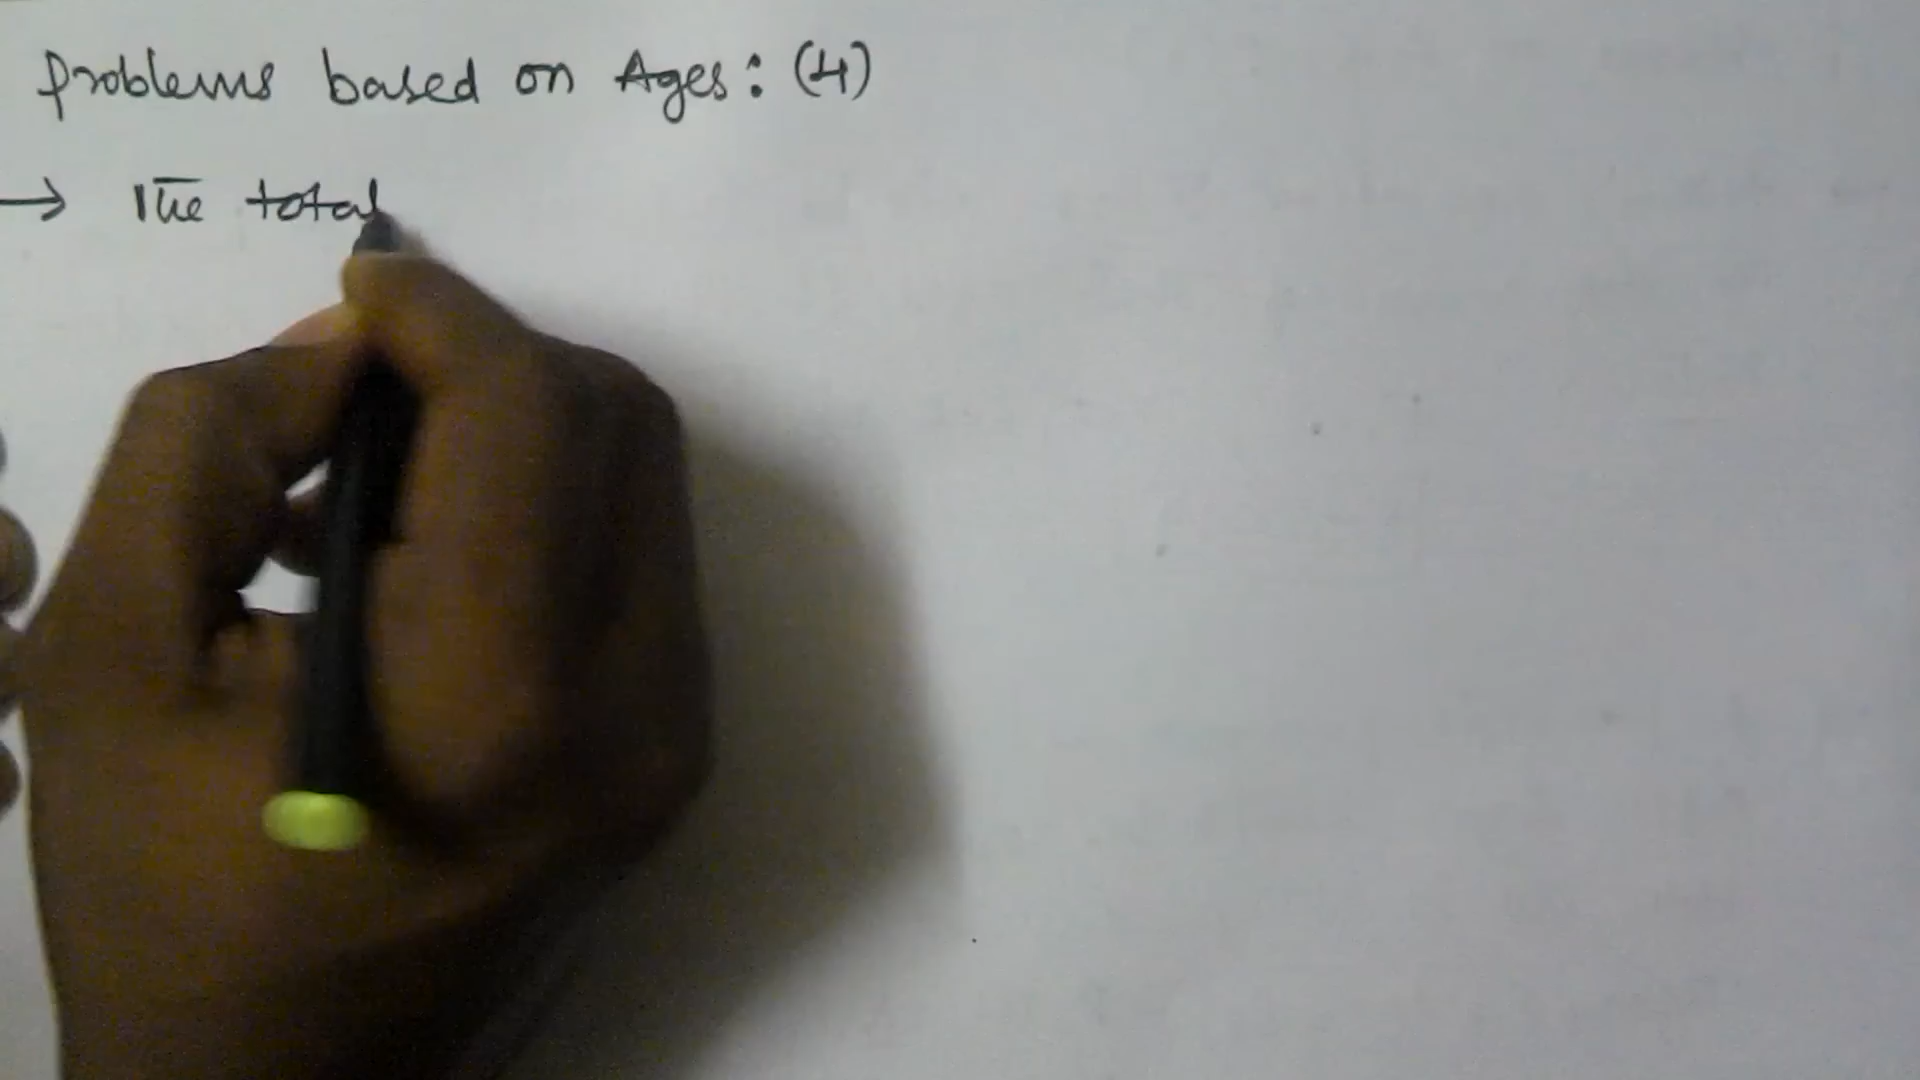 Problems based on Ages: (4)
→ The total